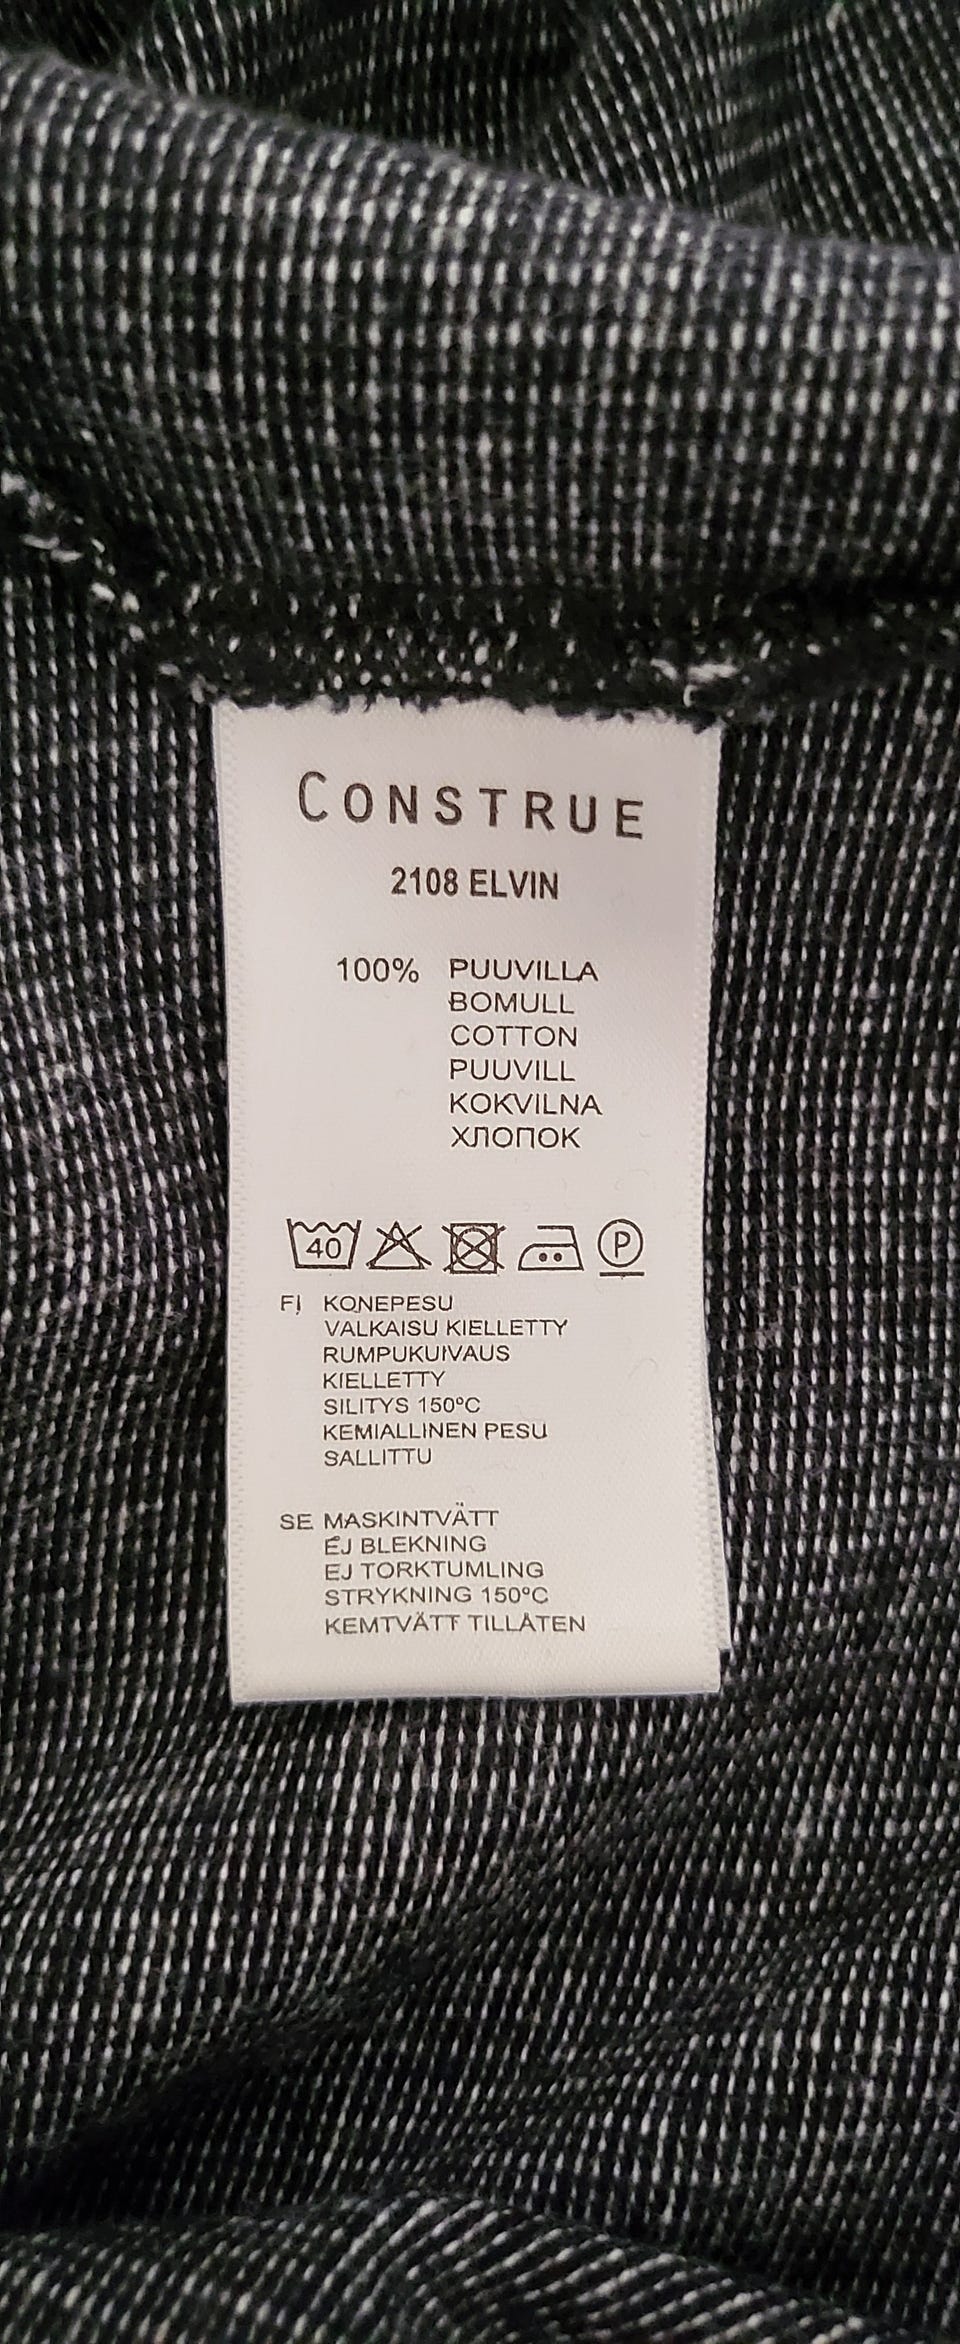 CONSTRUE
2108 ELVIN
100% PUUVILLA
BOMULL
COTTON
PUUVILL
KOKVILNA
ХЛОПОК
40 P
FI KONEPESU
VALKAISU KIELLETTY
RUMPUKUIVAUS
KIELLETTY
SILITYS 150°C
KEMIALLINEN PESU
SALLITTU
SE MASKINTVÄTT
EJ BLEKNING
EJ TORKTUMLING
STRYKNING 150°C
KEMTVÄTT TILLÅTEN